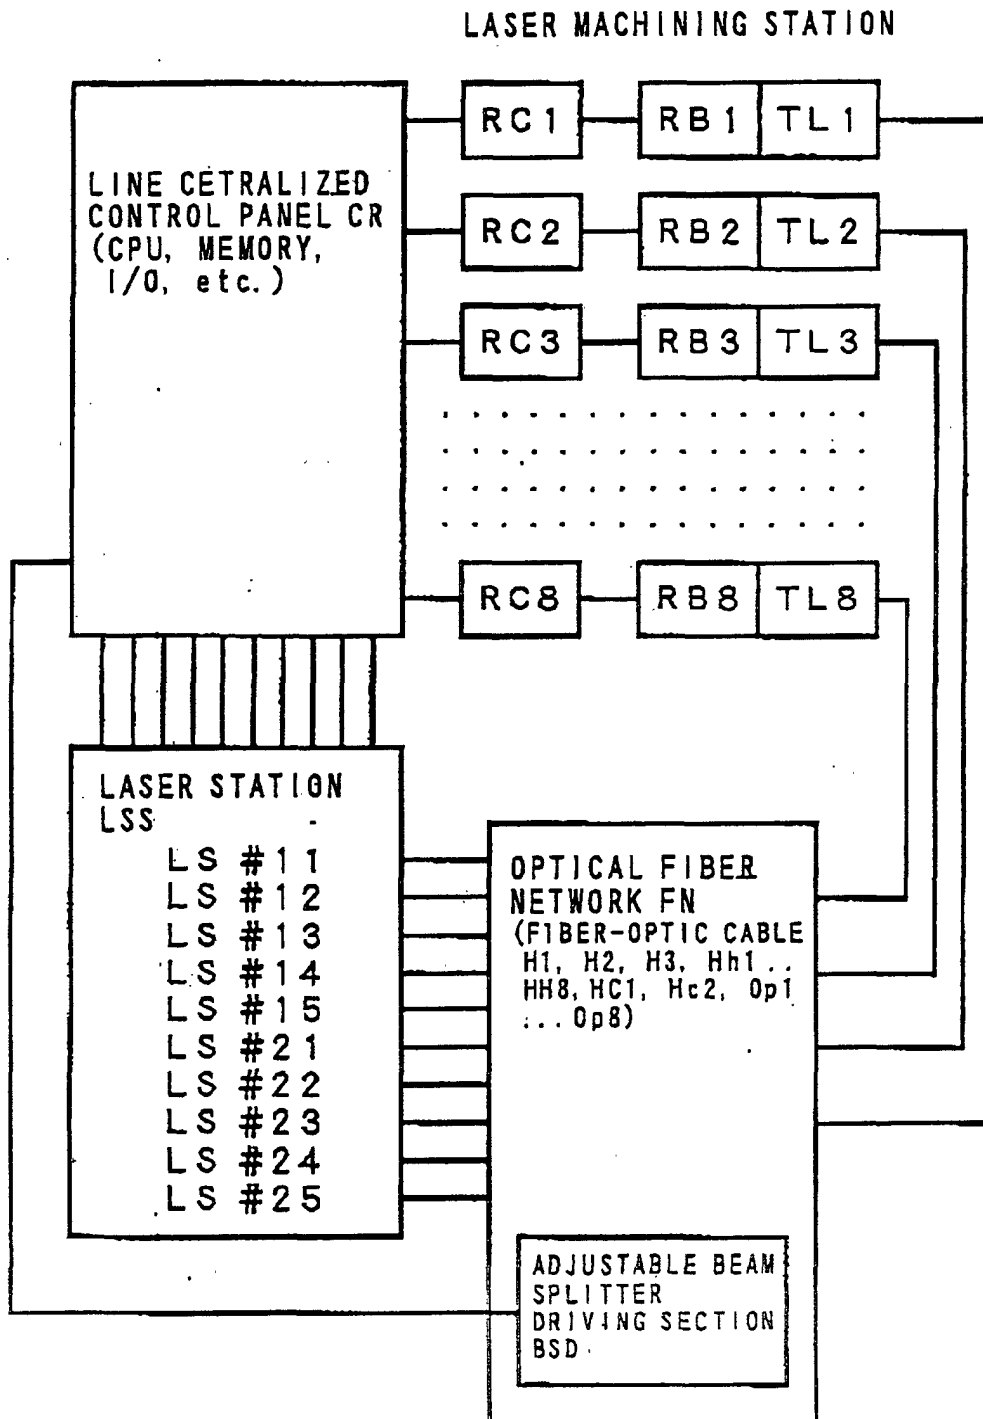 LASER MACHINING STATION
RC1 RB1 TL1
LINE CETRALIZED
CONTROL PANEL CR
(CPU, MEMORY,
I/O, etc.)
RC2 RB2 TL2
RC3 RB3 TL3
RC8 RB8 TL8
LASER STATION
LSS
LS #11
LS #12
LS #13
LS #14
LS #15
LS #21
LS #22
LS #23
LS #24
LS #25
OPTICAL FIBER
NETWORK FN
(FIBER-OPTIC CABLE
H1, H2, H3, Hh1..
HH8, HC1, Hc2, Op1
... Op8)
ADJUSTABLE BEAM
SPLITTER
DRIVING SECTION
BSD